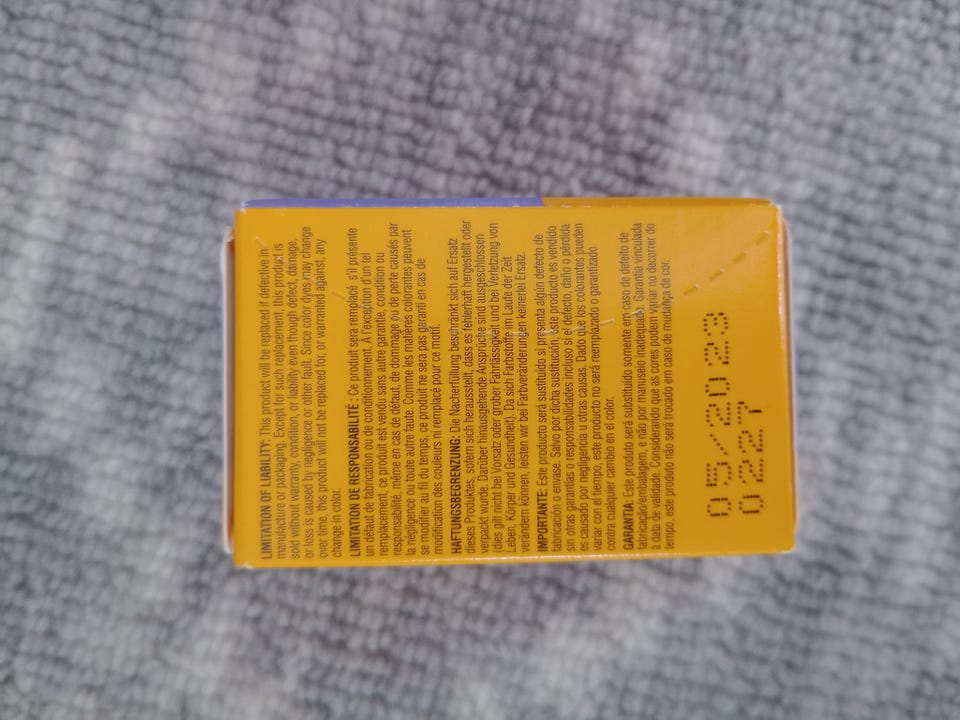 LIMITATION OF LIABILITY: This product will be replaced if defective in
manufacture or packaging. Except for such replacement, this product is
sold without warranty, condition, or liability even though defect, damage,
or loss is caused by negligence or other fault. Since color dyes may change
over time, this product will not be replaced for, or warranted against, any
change in color.
LIMITATION DE RESPONSABILITÉ : Ce produit sera remplacé s'il présente
un défaut de fabrication ou de conditionnement. À l'exception d'un tel
remplacement, ce produit est vendu sans autre garantie, condition ou
responsabilité, même en cas de défaut, de dommage ou de perte causés par
la négligence ou toute autre faute. Comme les matières colorantes peuvent
se modifier au fil du temps, ce produit ne sera pas garanti en cas de
modification des couleurs ni remplacé pour ce motif.
HAFTUNGSBEGRENZUNG: Die Nacherfüllung beschränkt sich auf Ersatz
dieses Produktes, sofern sich herausstellt, dass es fehlerhaft hergestellt oder
verpackt wurde. Darüber hinausgehende Ansprüche sind ausgeschlossen
(dies gilt nicht bei Vorsatz oder grober Fahrlässigkeit und bei Verletzung von
Leben, Körper und Gesundheit). Da sich Farbstoffe im Laufe der Zeit
verändern können, leisten wir bei Farbveränderungen keinerlei Ersatz.
IMPORTANTE: Este producto será sustituido si presenta algún defecto de
fabricación o envase. Salvo por dicha sustitución, este producto es vendido
sin otras garantías o responsabilidades incluso si el defecto, daño o pérdida
es causado por negligencia u otras causas. Dado que los colorantes pueden
variar con el tiempo, este producto no será reemplazado o garantizado
contra cualquier cambio en el color.
GARANTIA: Este produto será substituído somente em caso de defeito de
fabricação/embalagem, e não por manuseio inadequado. Garantia vinculada
à data de validade. Considerando que as cores podem variar no decorrer do
tempo, este produto não será trocado em caso de mudança de cor.
05/2023
0227